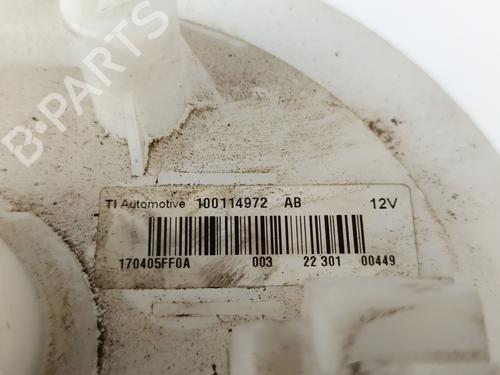 B-PARTS
TI Automotive 100114972 AB 12V
170405FF0A 003 22 301 00449